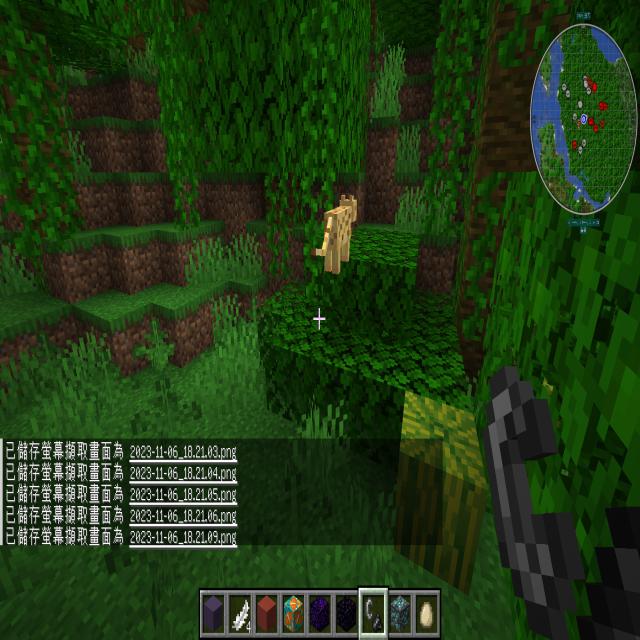 已儲存螢幕擷取畫面為 2023-11-06_18.21.03.png
已儲存螢幕擷取畫面為 2023-11-06_18.21.04.png
已儲存螢幕擷取畫面為 2023-11-06_18.21.05.png
已儲存螢幕擷取畫面為 2023-11-06_18.21.06.png
已儲存螢幕擷取畫面為 2023-11-06_18.21.09.png